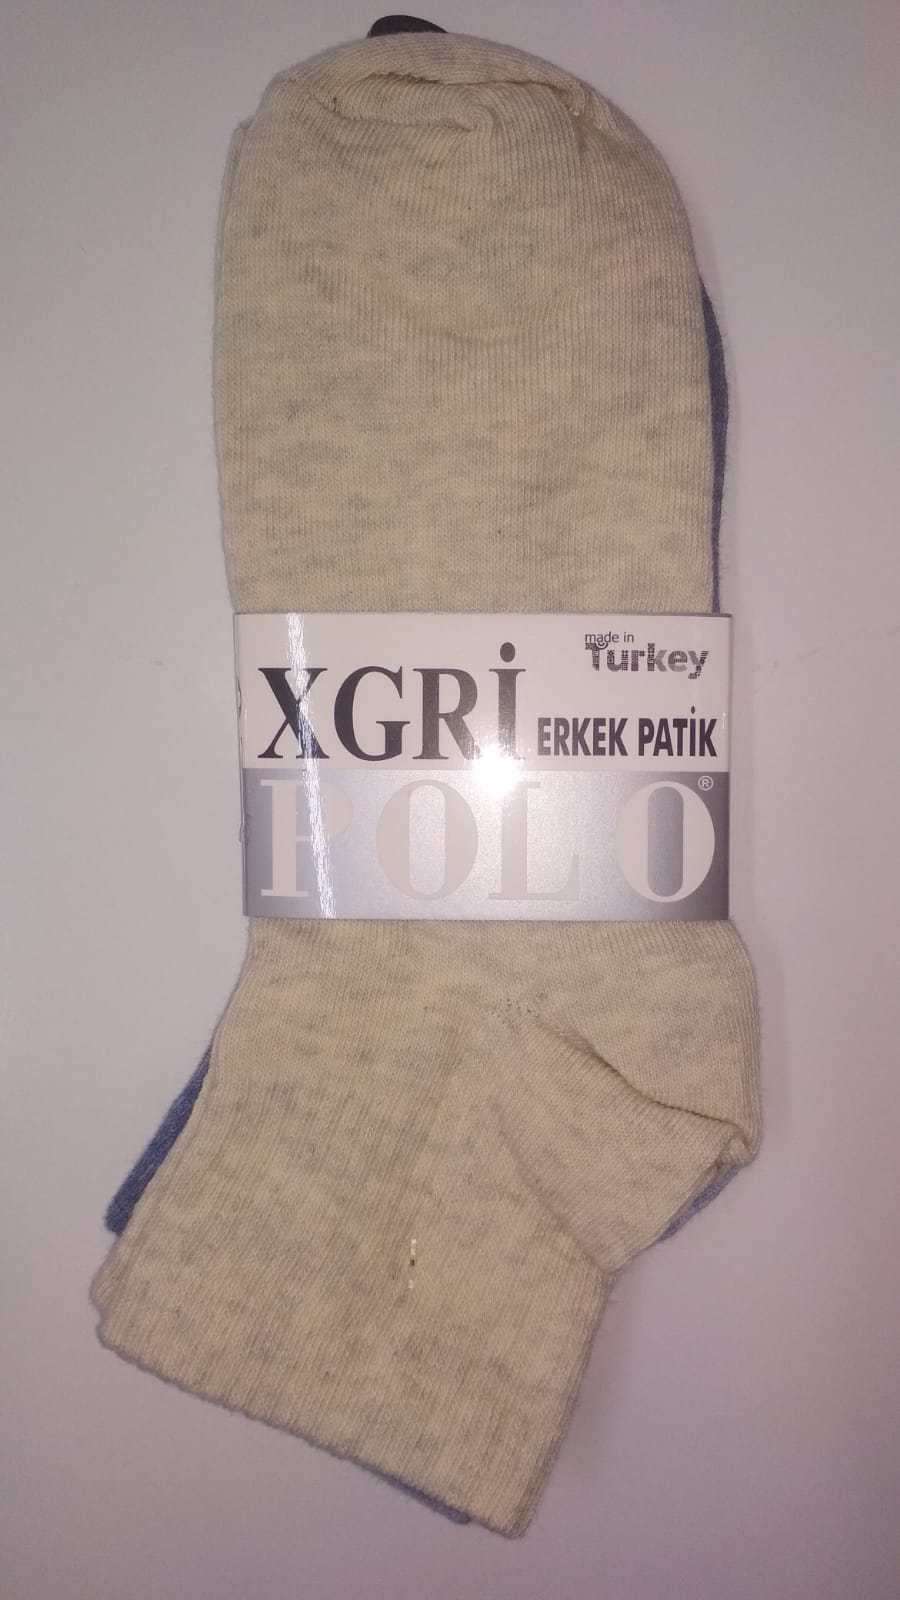 made in
Turkey
XGRİ ERKEK PATİK
POLO®